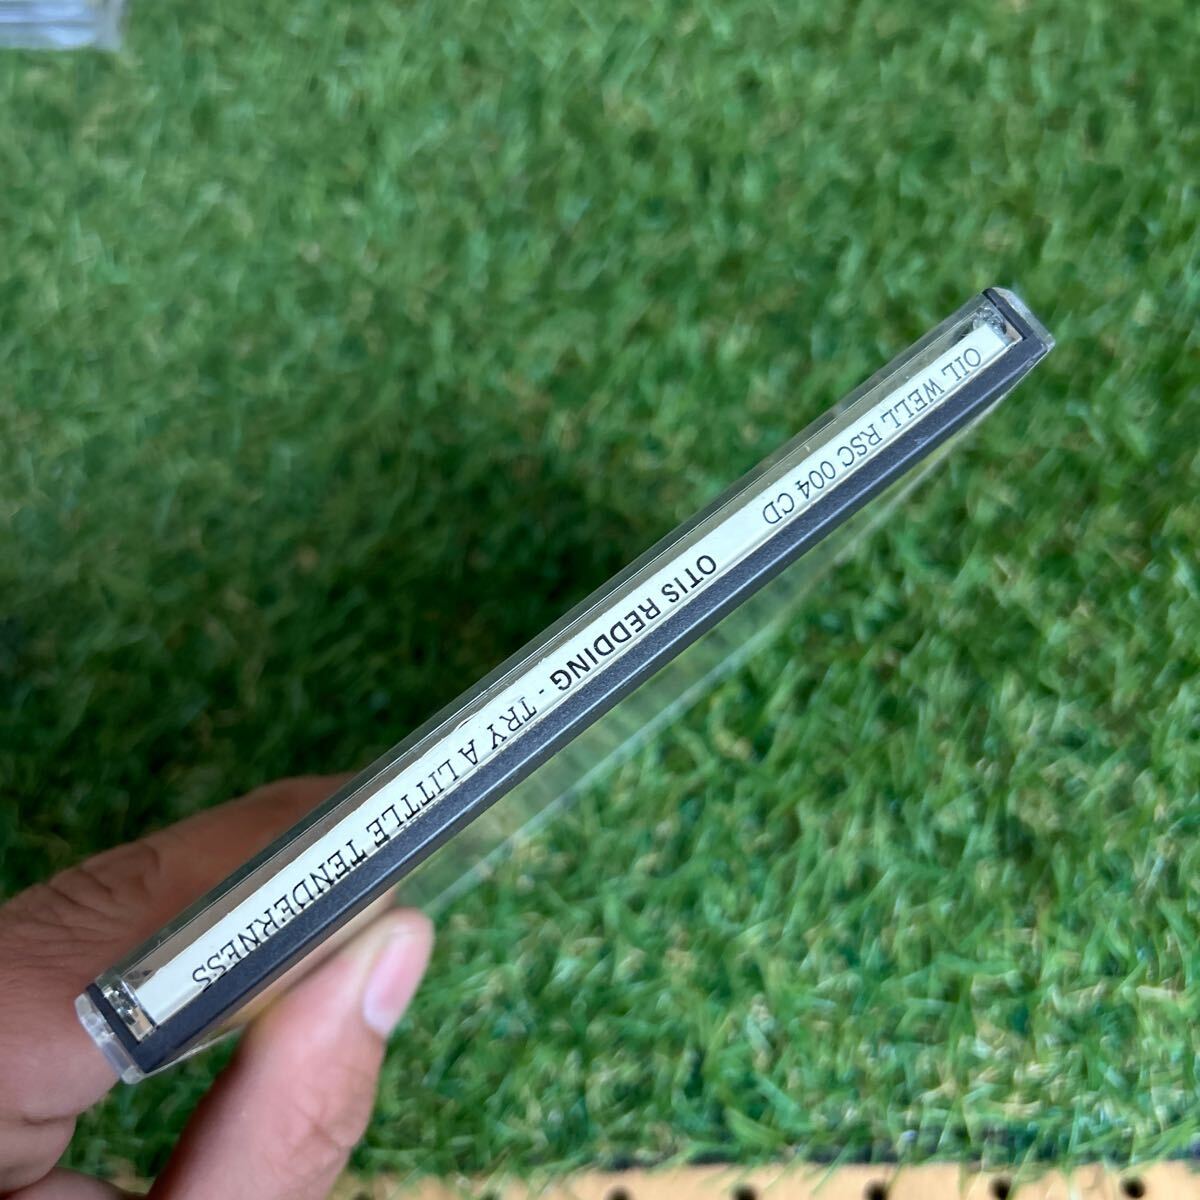 OIL WELL RSC 004 CD OTIS REDDING - TRY A LITTLE TENDERNESS